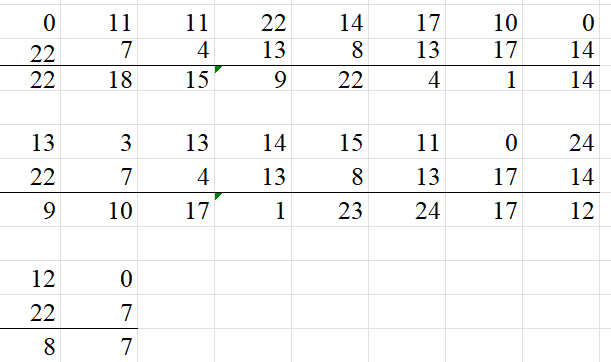 0 11 11 22 14 17 10 0
22 7 4 13 8 13 17 14
22 18 15 9 22 4 1 14
13 3 13 14 15 11 0 24
22 7 4 13 8 13 17 14
9 10 17 1 23 24 17 12
12 0
22 7
8 7